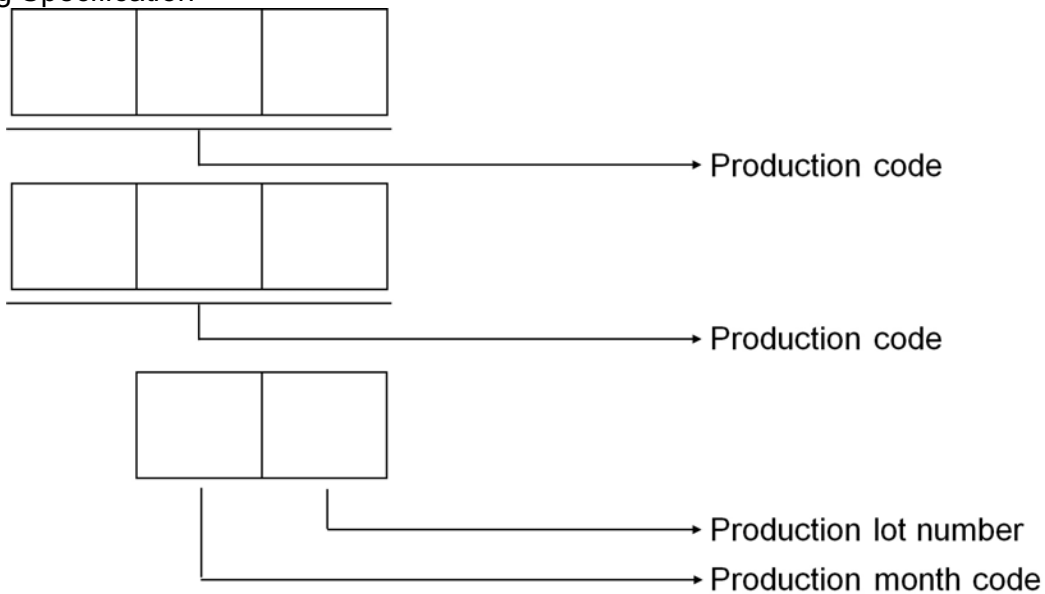 Specification
Production code
Production code
Production lot number
Production month code